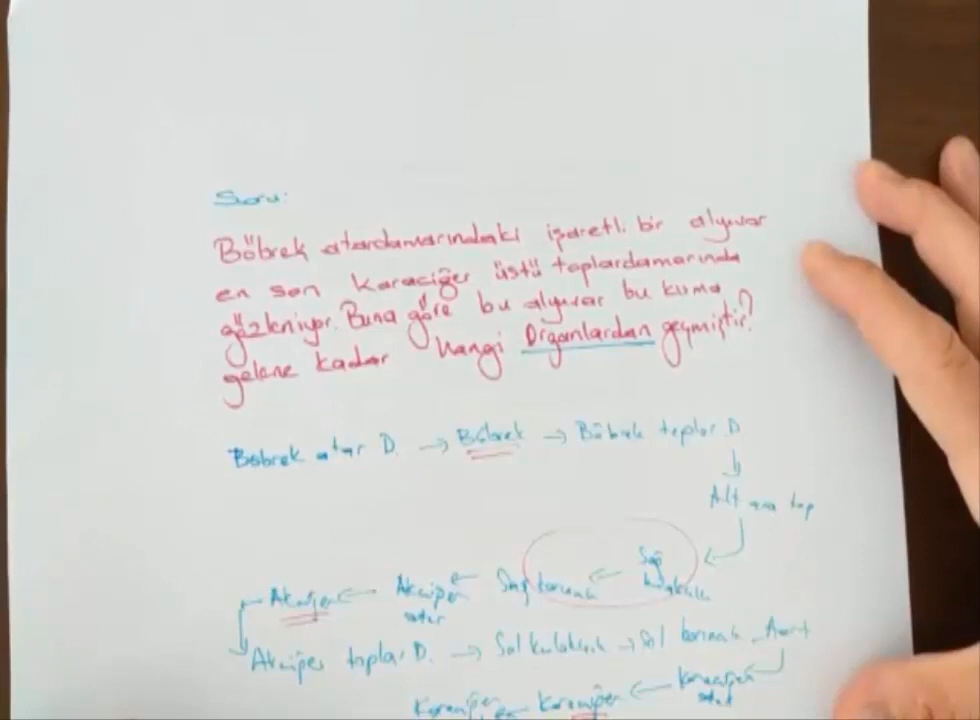 Soru:
Böbrek atardamarındaki işaretli bir alyuvar
en son karaciğer üstü toplardamarında
gözleniyor. Buna göre bu alyuvar bu kısma
gelene kadar hangi Organlardan geçmiştir?
Böbrek atar D. → Böbrek → Böbrek toplar D
Alt ana top
Akciğer ← Akciğer ← Sağ karıncık ← Sağ kulakçık
atar
Akciğer toplar D. → Sol kulakçık → Sol karıncık Aort
Karaciğer ← Karaciğer ← Karaciğer
atar